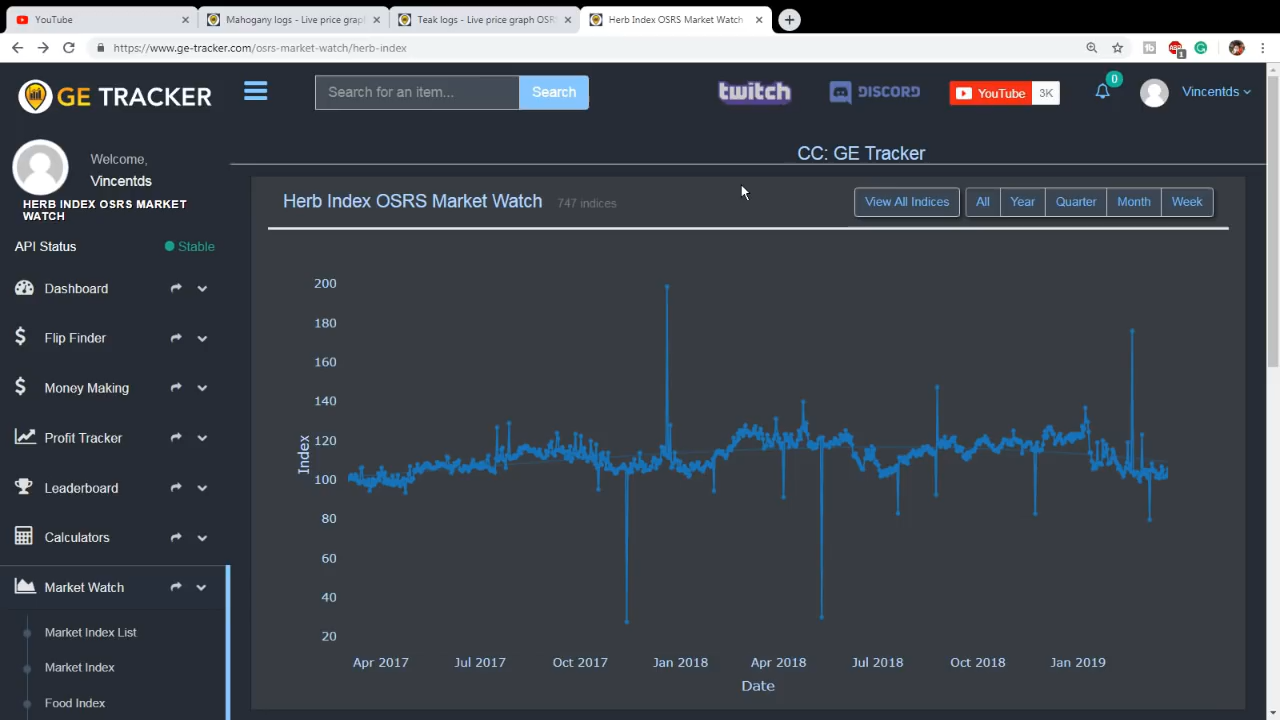 YouTube
Mahogany logs - Live price grap
Teak logs - Live price graph OSR
Herb Index OSRS Market Watch
https://www.ge-tracker.com/osrs-market-watch/herb-index
1
GE TRACKER
Search for an item...
Search
twitch
DISCORD
YouTube
3K
0
Vincentds
Welcome,
Vincentds
HERB INDEX OSRS MARKET
WATCH
API Status
Stable
Dashboard
Flip Finder
Money Making
Profit Tracker
Leaderboard
Calculators
Market Watch
Market Index List
Market Index
Food Index
CC: GE Tracker
Herb Index OSRS Market Watch
747 indices
View All Indices
All
Year
Quarter
Month
Week
200
180
160
140
120
100
80
60
40
20
Index
Apr 2017
Jul 2017
Oct 2017
Jan 2018
Apr 2018
Jul 2018
Oct 2018
Jan 2019
Date